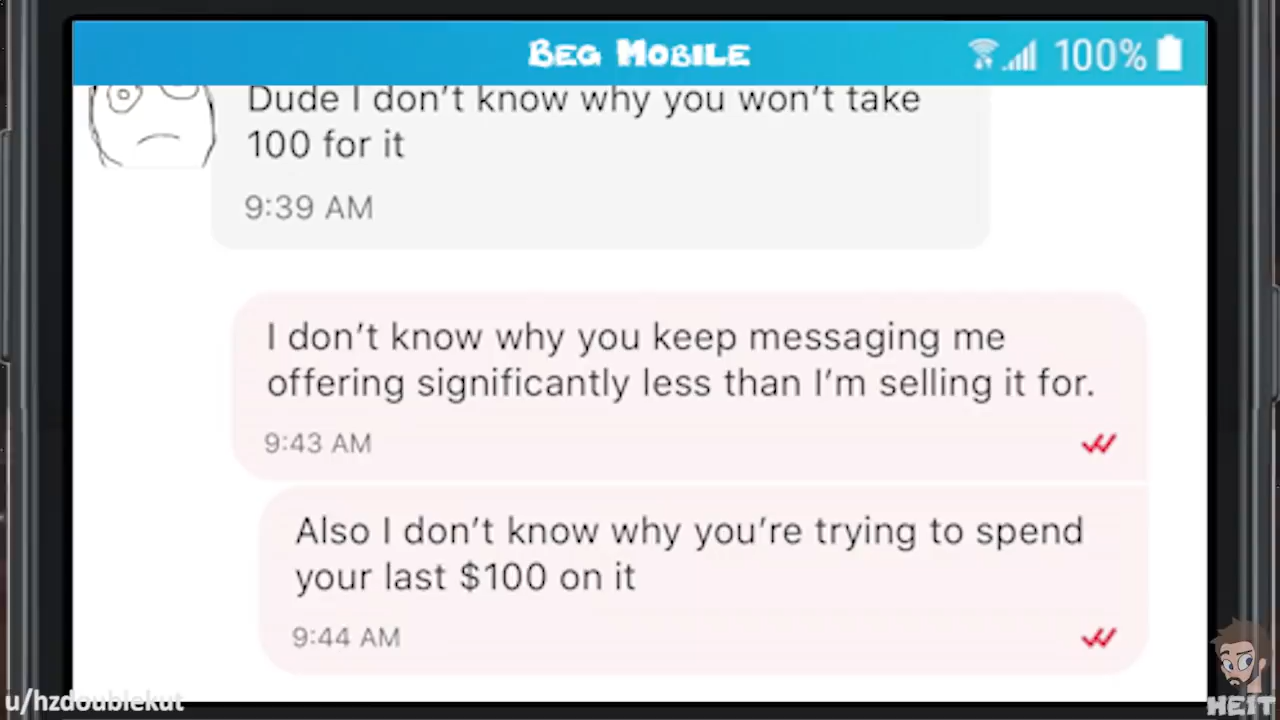 Beg Mobile
100%
Dude I don't know why you won't take
100 for it
9:39 AM
I don't know why you keep messaging me
offering significantly less than I'm selling it for.
9:43 AM
Also I don't know why you're trying to spend
your last $100 on it
9:44 AM
u/hzdoublekut
HEIT